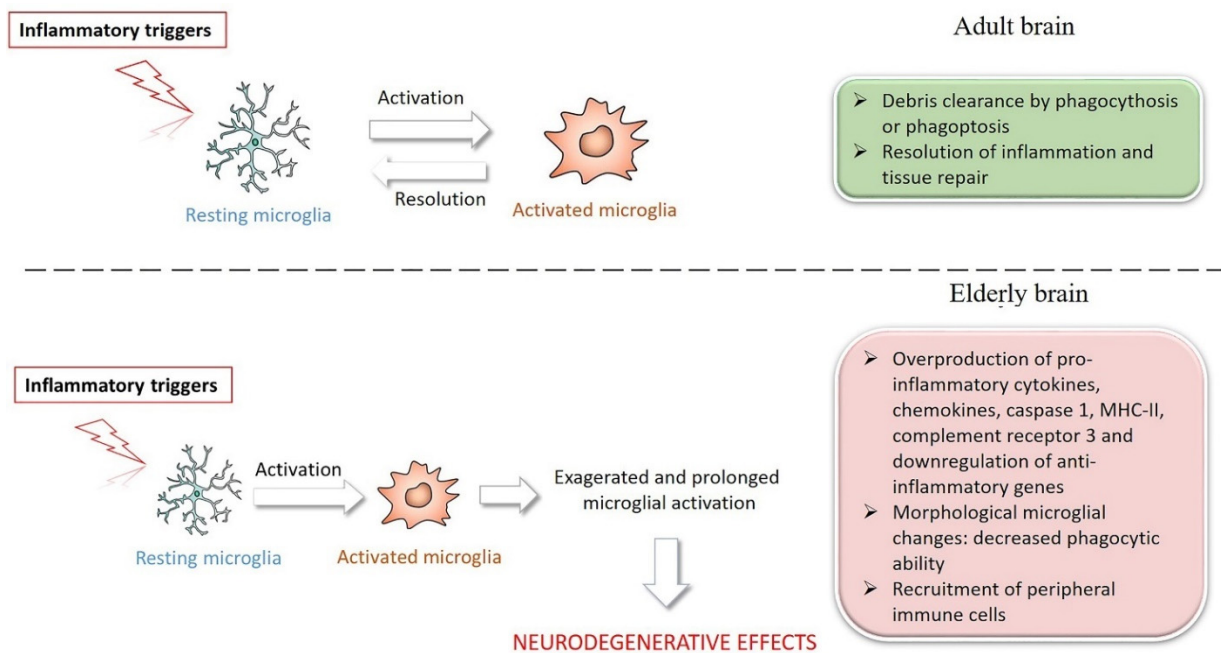 Inflammatory triggers
Adult brain
Activation
Resolution
Resting microglia
Activated microglia
➢ Debris clearance by phagocythosis
or phagoptosis
➢ Resolution of inflammation and
tissue repair
Elderly brain
Inflammatory triggers
Activation
Resting microglia
Activated microglia
Exagerated and prolonged
microglial activation
NEURODEGENERATIVE EFFECTS
➢ Overproduction of pro-
inflammatory cytokines,
chemokines, caspase 1, MHC-II,
complement receptor 3 and
downregulation of anti-
inflammatory genes
➢ Morphological microglial
changes: decreased phagocytic
ability
➢ Recruitment of peripheral
immune cells